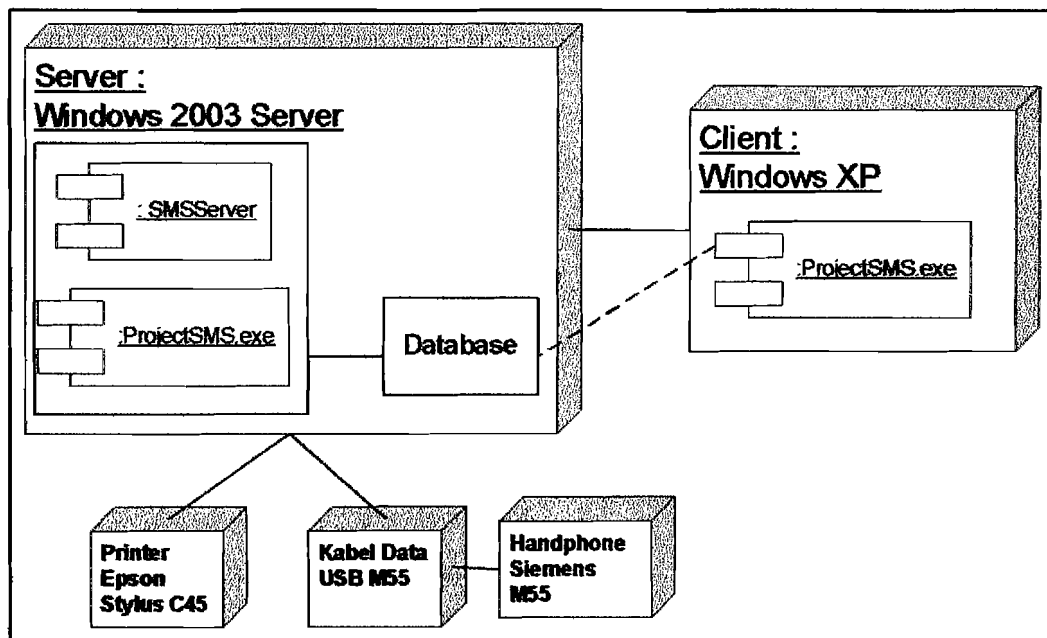 Server :
Windows 2003 Server
: SMSServer
:ProjectSMS.exe
Database
Client :
Windows XP
:ProjectSMS.exe
Printer
Epson
Stylus C45
Kabel Data
USB M55
Handphone
Siemens
M55